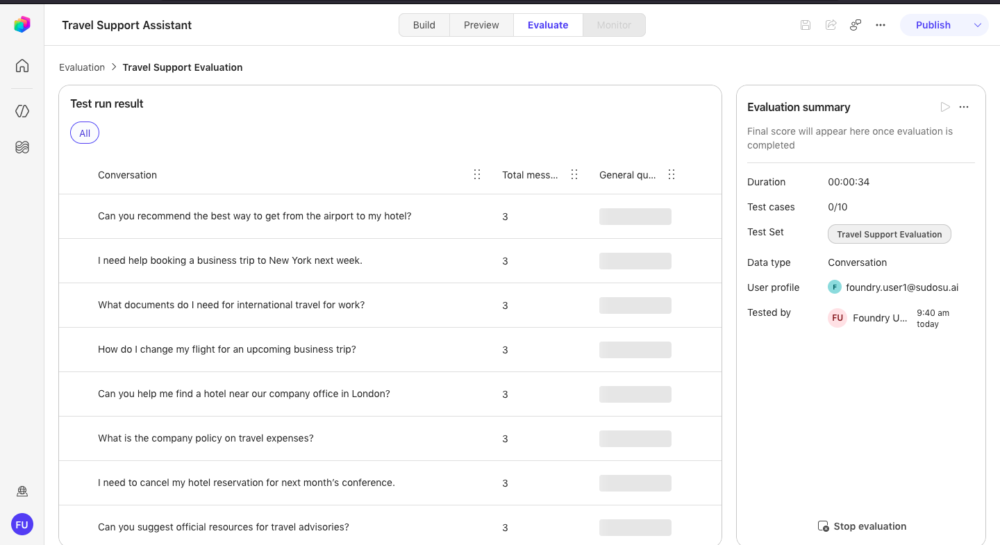 Travel Support Assistant
Build
Preview
Evaluate
Monitor
Publish
Evaluation
Travel Support Evaluation
Test run result
All
Conversation
Total mess...
General qu...
Can you recommend the best way to get from the airport to my hotel?
3
I need help booking a business trip to New York next week.
3
What documents do I need for international travel for work?
3
How do I change my flight for an upcoming business trip?
3
Can you help me find a hotel near our company office in London?
3
What is the company policy on travel expenses?
3
I need to cancel my hotel reservation for next month’s conference.
3
Can you suggest official resources for travel advisories?
3
Evaluation summary
Final score will appear here once evaluation is
completed
Duration
00:00:34
Test cases
0/10
Test Set
Travel Support Evaluation
Data type
Conversation
User profile
F
foundry.user1@sudosu.ai
Tested by
FU
Foundry U...
9:40 am
today
Stop evaluation
FU